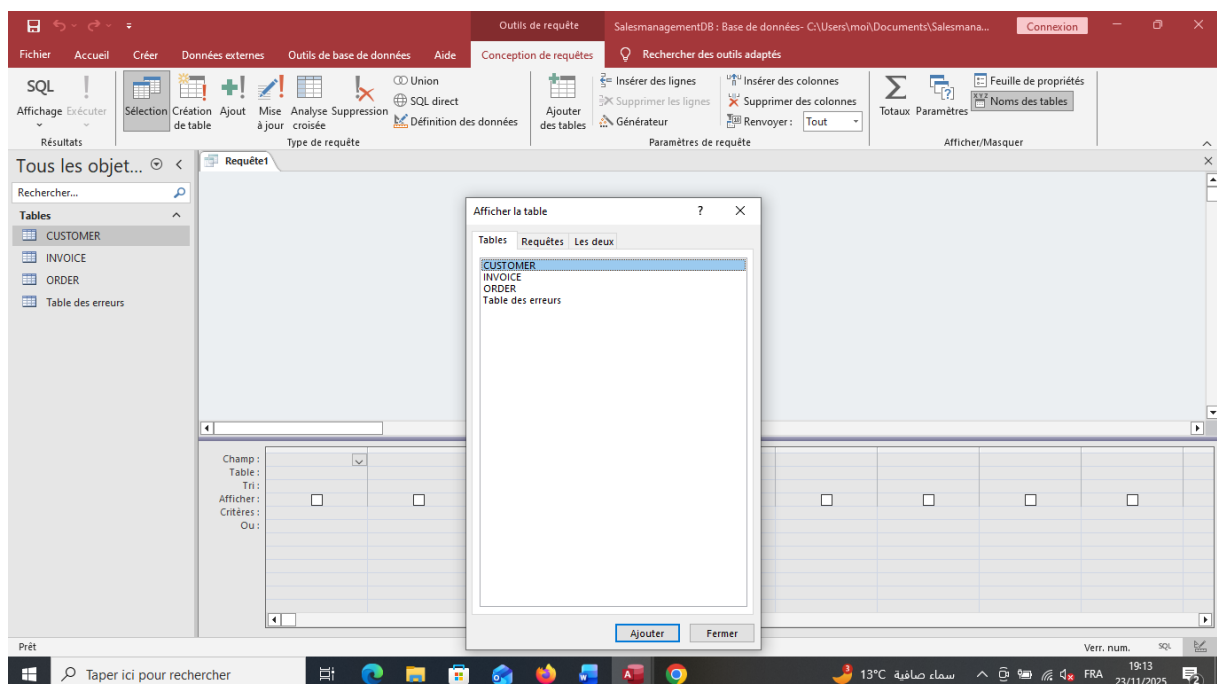 Outils de requête
SalesmanagementDB : Base de données- C:\Users\moi\Documents\Salesmana...
Connexion
Fichier Accueil Créer Données externes Outils de base de données Aide Conception de requêtes Rechercher des outils adaptés
SQL
Affichage Exécuter
Résultats
Sélection Création de table Ajout Mise à jour Analyse croisée Suppression
Union
SQL direct
Définition des données
Type de requête
Ajouter des tables
Insérer des lignes
Supprimer les lignes
Générateur
Insérer des colonnes
Supprimer des colonnes
Renvoyer : Tout
Paramètres de requête
Totaux Paramètres
Feuille de propriétés
XYZ Noms des tables
Afficher/Masquer
Tous les objet...
Rechercher...
Tables
CUSTOMER
INVOICE
ORDER
Table des erreurs
Requête1
Afficher la table ?
Tables Requêtes Les deux
CUSTOMER
INVOICE
ORDER
Table des erreurs
Ajouter Fermer
Champ :
Table :
Tri :
Afficher :
Critères :
Ou :
Prêt
Verr. num. SQL
Taper ici pour rechercher
3
13°C سماء صافية
FRA
19:13
23/11/2025
2